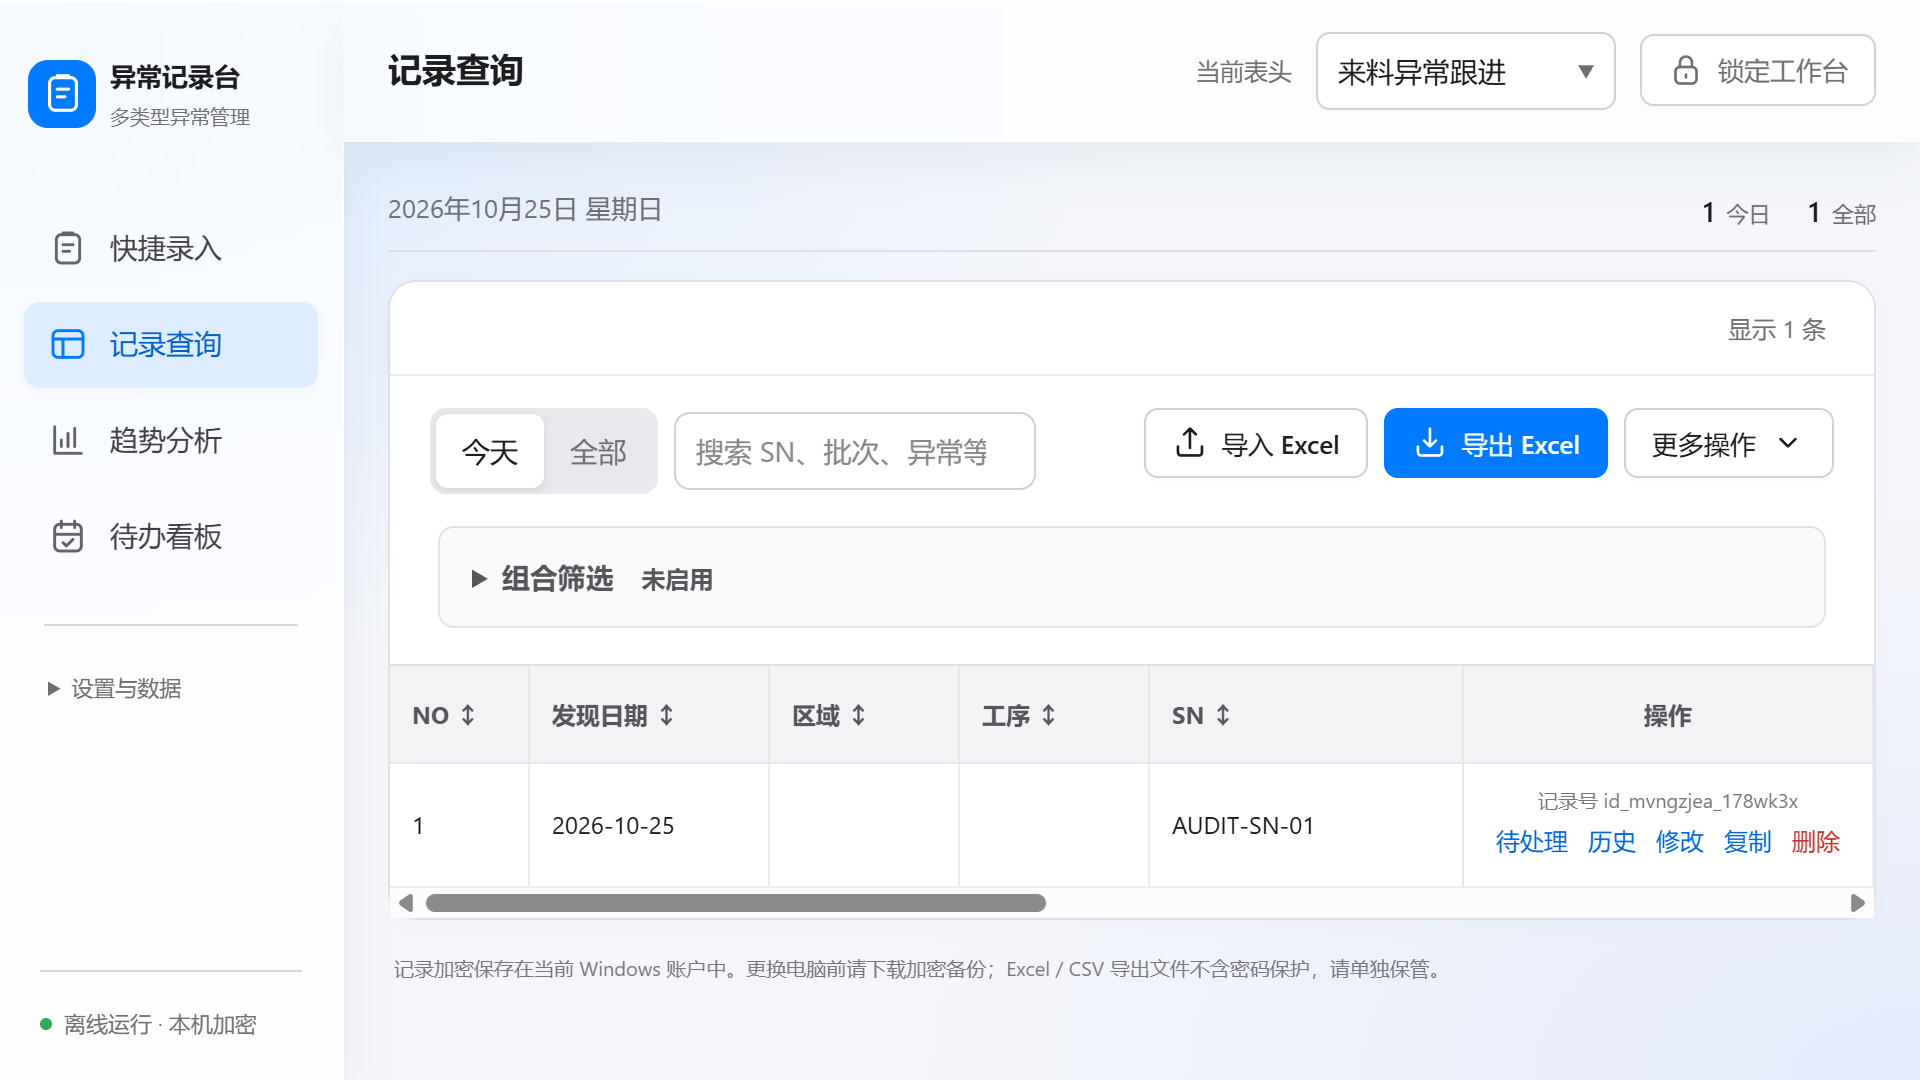 异常记录台
多类型异常管理
快捷录入
记录查询
趋势分析
待办看板
设置与数据
离线运行 · 本机加密
记录查询
当前表头 来料异常跟进 锁定工作台
2026年10月25日 星期日
1 今日 1 全部
显示 1 条
今天 全部 搜索 SN、批次、异常等 导入 Excel 导出 Excel 更多操作
组合筛选 未启用
NO 发现日期 区域 工序 SN 操作
1 2026-10-25 AUDIT-SN-01 记录号 id_mvngzjea_178wk3x
待处理 历史 修改 复制 删除
记录加密保存在当前 Windows 账户中。更换电脑前请下载加密备份；Excel / CSV 导出文件不含密码保护，请单独保管。